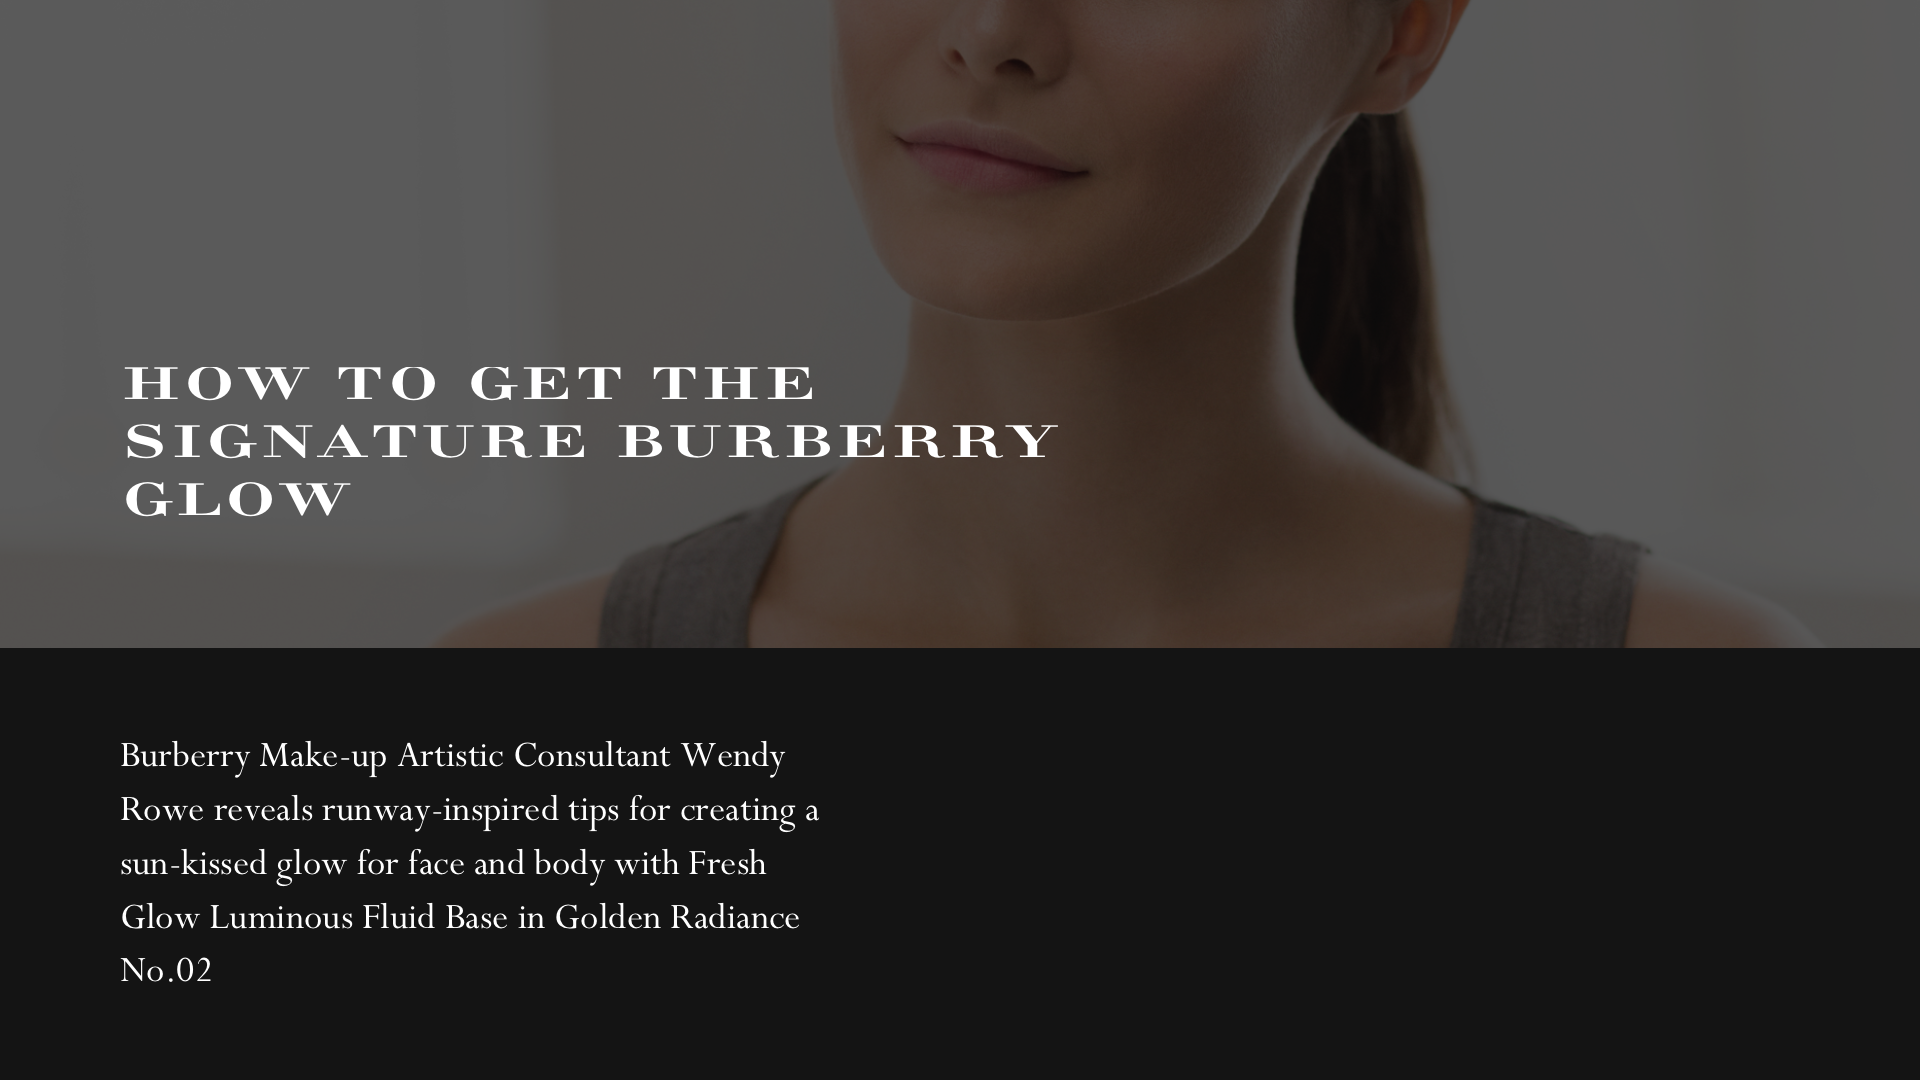 HOW TO GET THE
SIGNATURE BURBERRY
GLOW
Burberry Make-up Artistic Consultant Wendy
Rowe reveals runway-inspired tips for creating a
sun-kissed glow for face and body with Fresh
Glow Luminous Fluid Base in Golden Radiance
No.02